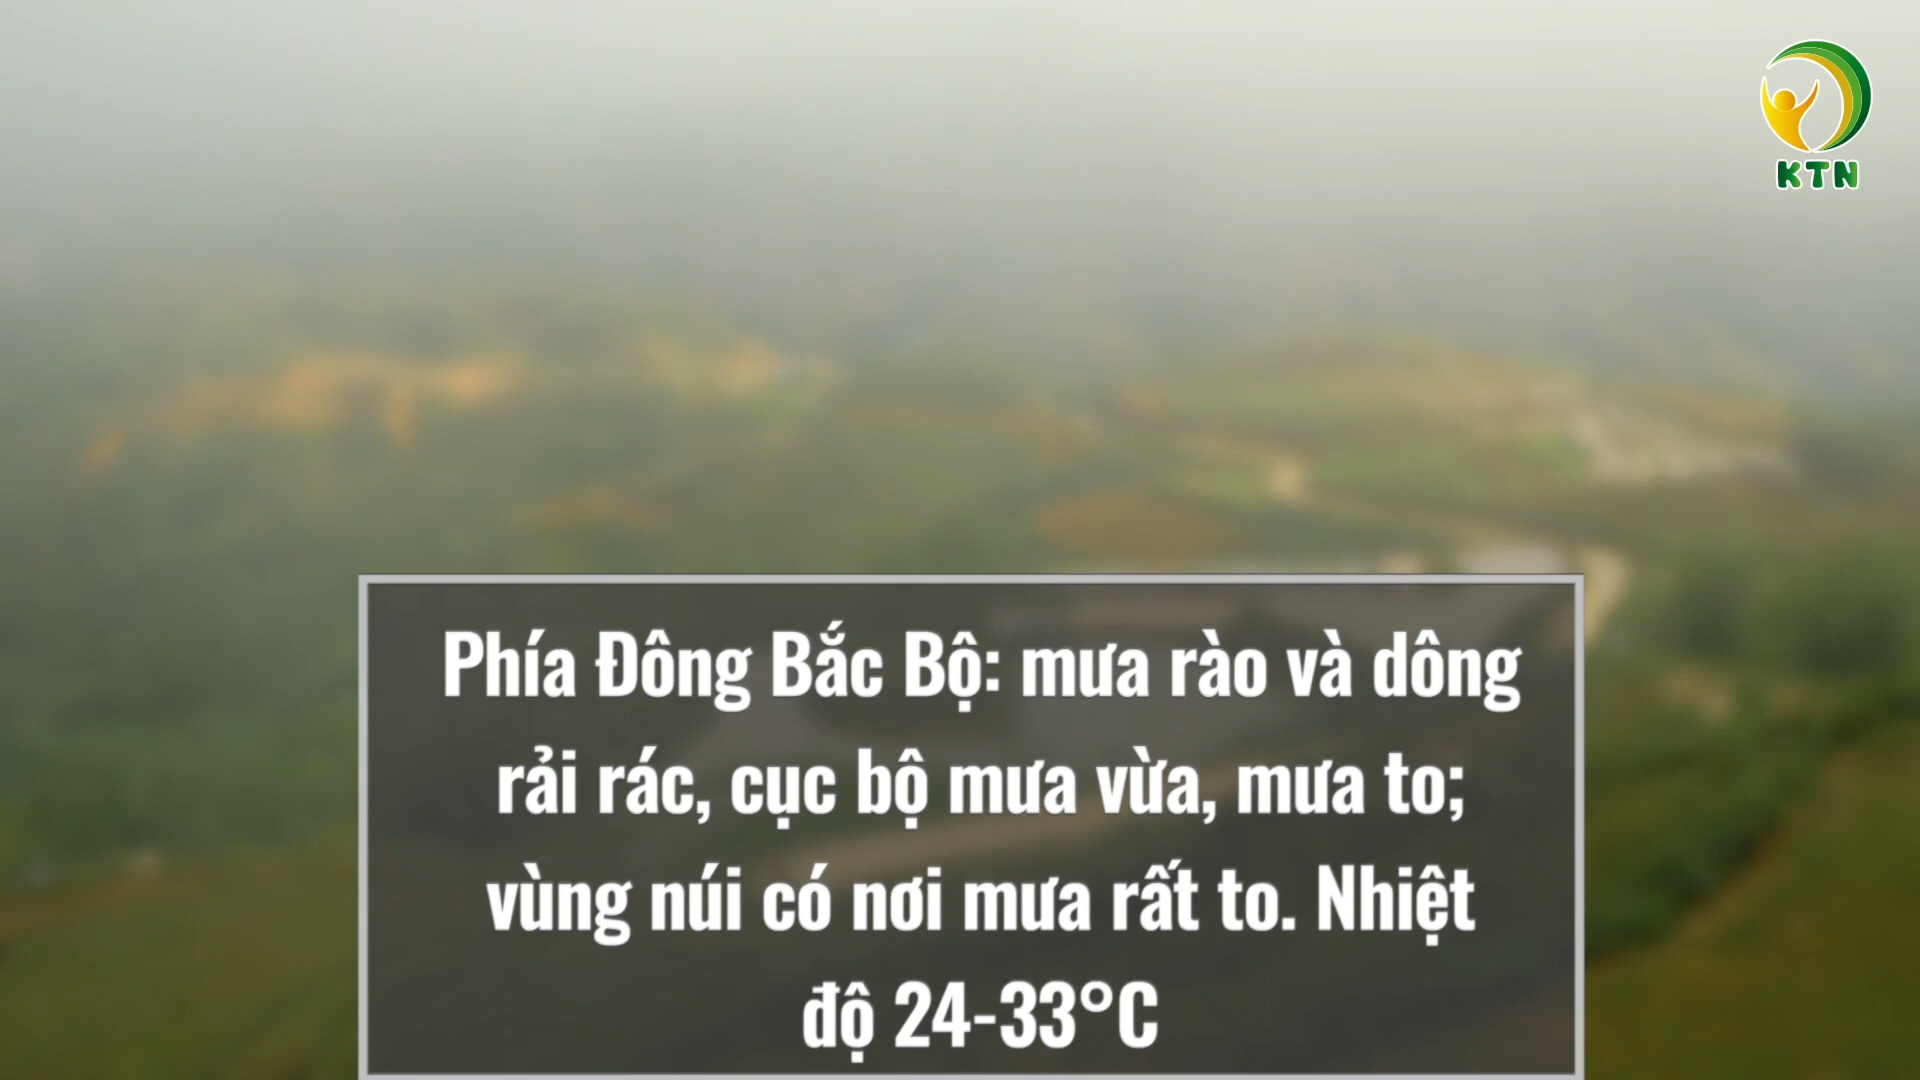 KTN
Phía Đông Bắc Bộ: mưa rào và dông
rải rác, cục bộ mưa vừa, mưa to;
vùng núi có nơi mưa rất to. Nhiệt
độ 24-33°C